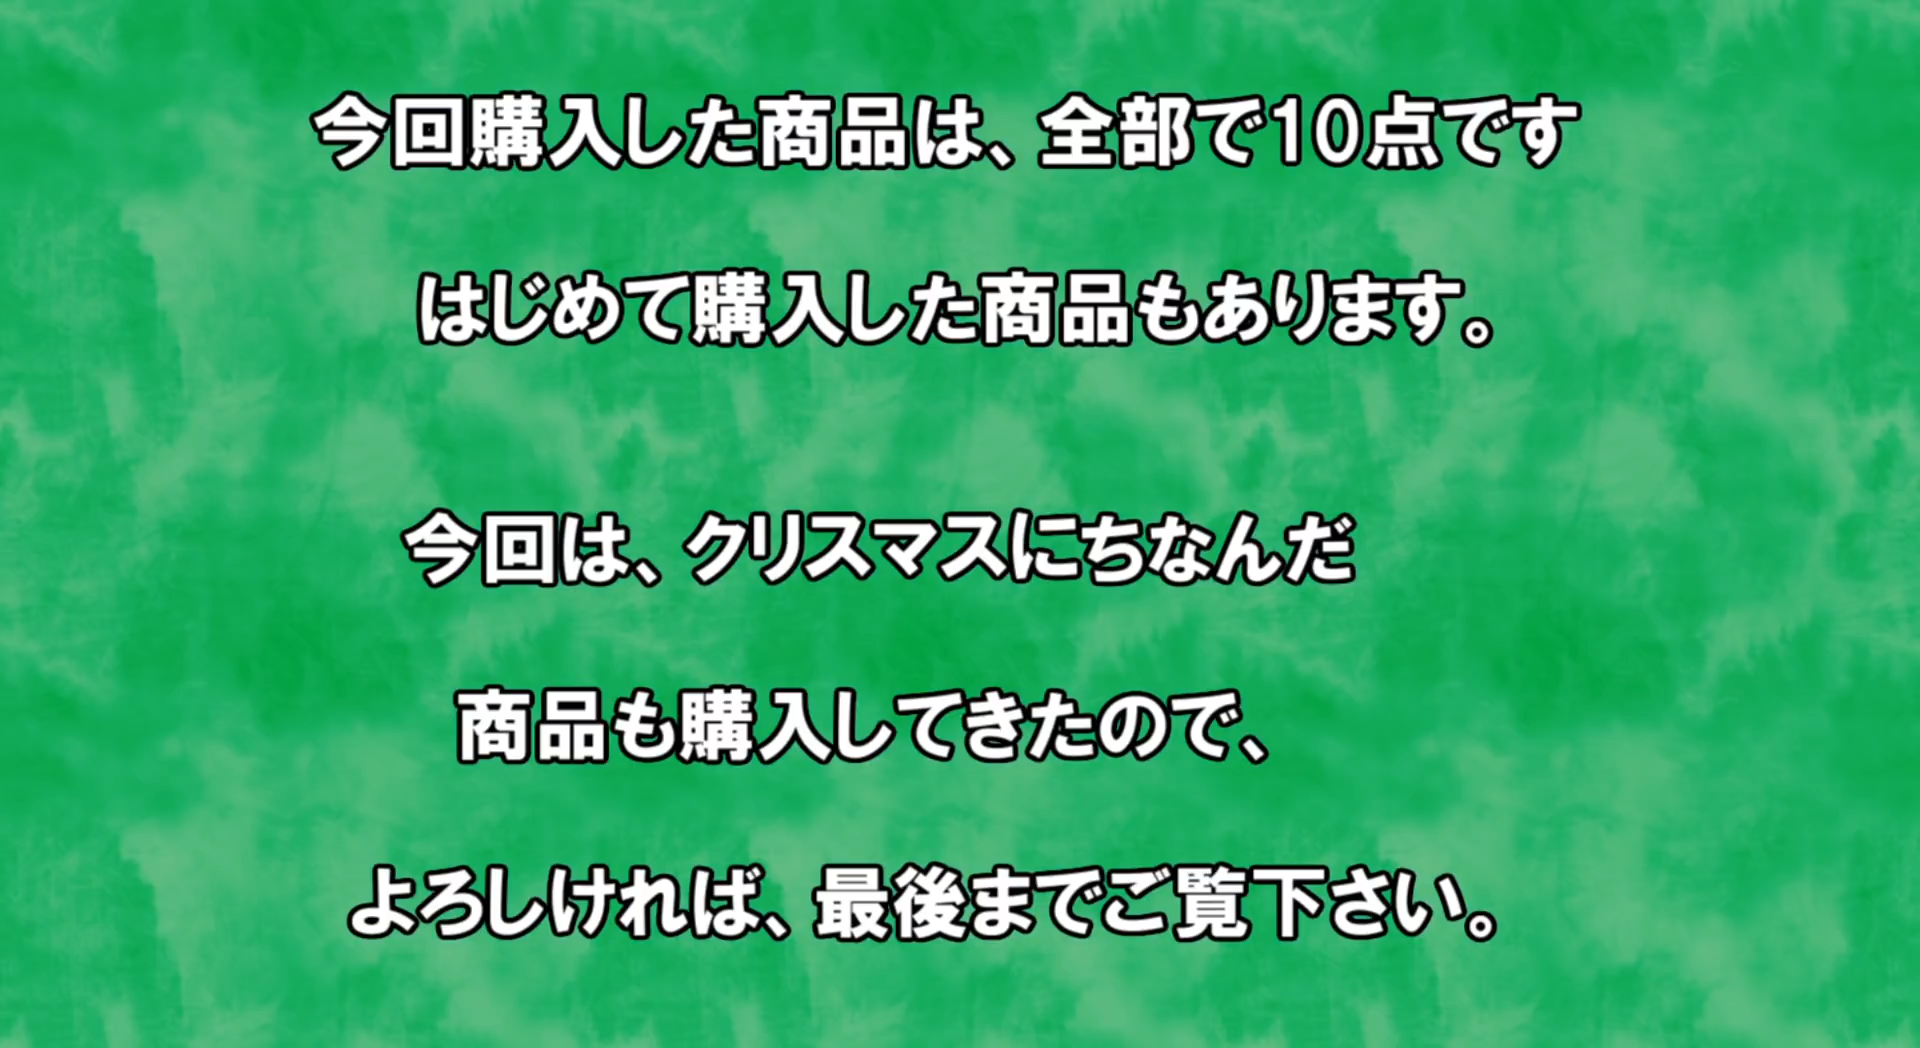 今回購入した商品は、全部で10点です
はじめて購入した商品もあります。
今回は、クリスマスにちなんだ
商品も購入してきたので、
よろしければ、最後までご覧下さい。